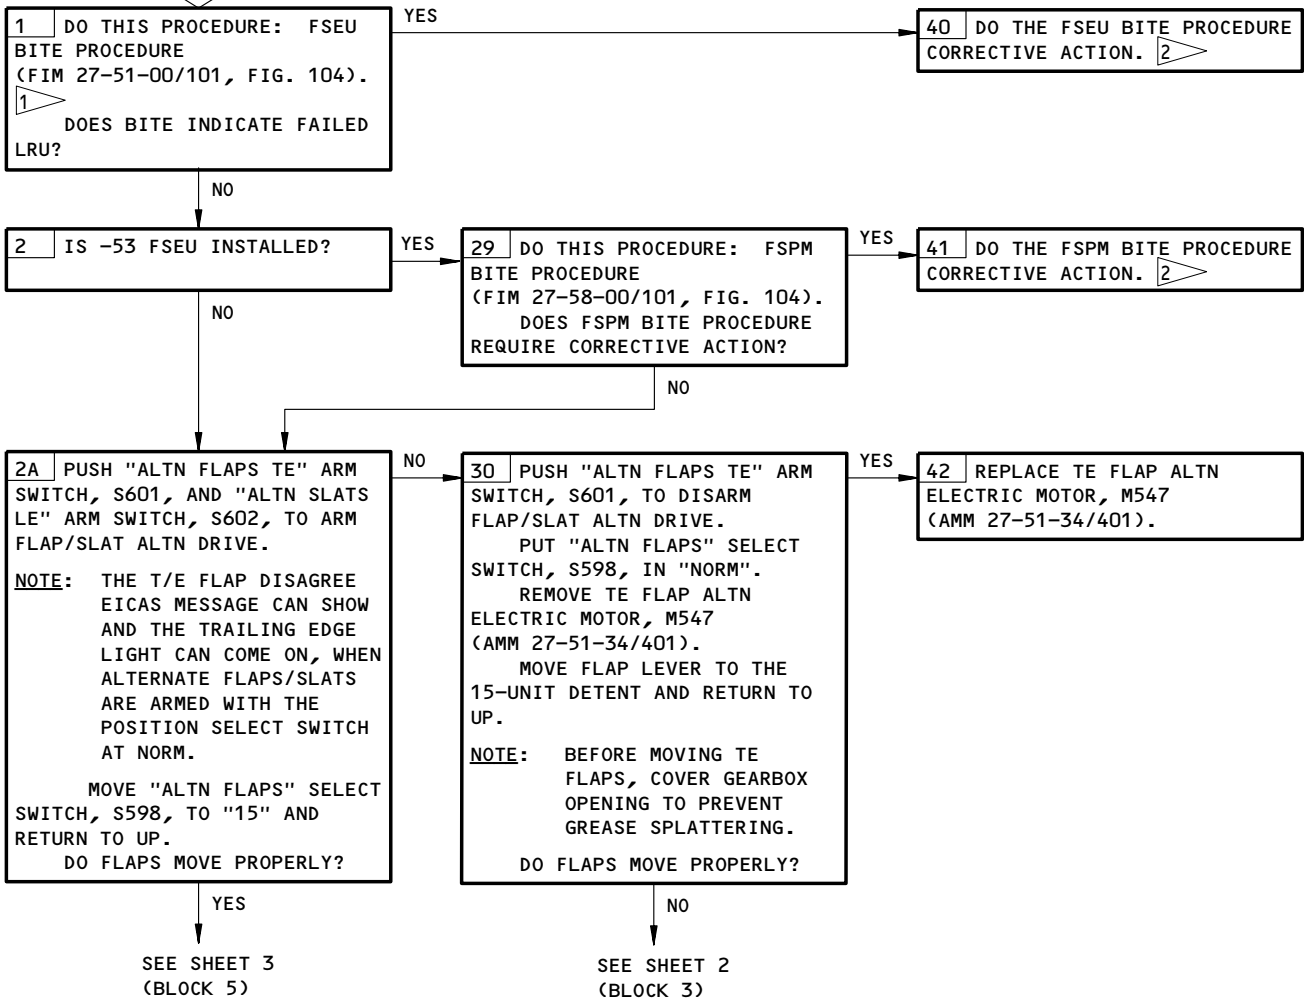 1 DO THIS PROCEDURE: FSEU
BITE PROCEDURE
(FIM 27-51-00/101, FIG. 104).
1
DOES BITE INDICATE FAILED
LRU?
YES
40 DO THE FSEU BITE PROCEDURE
CORRECTIVE ACTION. 2
NO
2 IS -53 FSEU INSTALLED?
YES
29 DO THIS PROCEDURE: FSPM
BITE PROCEDURE
(FIM 27-58-00/101, FIG. 104).
DOES FSPM BITE PROCEDURE
REQUIRE CORRECTIVE ACTION?
YES
41 DO THE FSPM BITE PROCEDURE
CORRECTIVE ACTION. 2
NO
NO
2A PUSH "ALTN FLAPS TE" ARM
SWITCH, S601, AND "ALTN SLATS
LE" ARM SWITCH, S602, TO ARM
FLAP/SLAT ALTN DRIVE.
NOTE: THE T/E FLAP DISAGREE
EICAS MESSAGE CAN SHOW
AND THE TRAILING EDGE
LIGHT CAN COME ON, WHEN
ALTERNATE FLAPS/SLATS
ARE ARMED WITH THE
POSITION SELECT SWITCH
AT NORM.
MOVE "ALTN FLAPS" SELECT
SWITCH, S598, TO "15" AND
RETURN TO UP.
DO FLAPS MOVE PROPERLY?
NO
30 PUSH "ALTN FLAPS TE" ARM
SWITCH, S601, TO DISARM
FLAP/SLAT ALTN DRIVE.
PUT "ALTN FLAPS" SELECT
SWITCH, S598, IN "NORM".
REMOVE TE FLAP ALTN
ELECTRIC MOTOR, M547
(AMM 27-51-34/401).
MOVE FLAP LEVER TO THE
15-UNIT DETENT AND RETURN TO
UP.
NOTE: BEFORE MOVING TE
FLAPS, COVER GEARBOX
OPENING TO PREVENT
GREASE SPLATTERING.
DO FLAPS MOVE PROPERLY?
YES
42 REPLACE TE FLAP ALTN
ELECTRIC MOTOR, M547
(AMM 27-51-34/401).
YES
SEE SHEET 3
(BLOCK 5)
NO
SEE SHEET 2
(BLOCK 3)